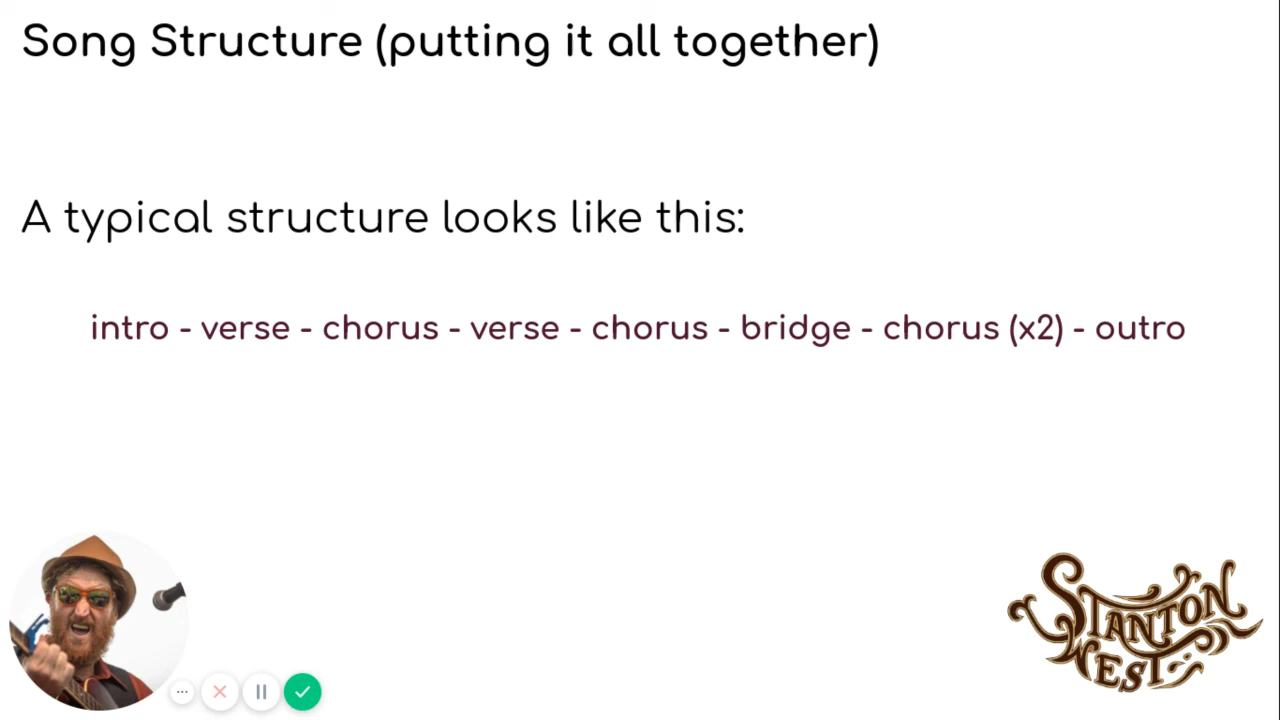 Song Structure (putting it all together)
A typical structure looks like this:
intro - verse - chorus - verse - chorus - bridge - chorus (x2) - outro
STANTON
WEST